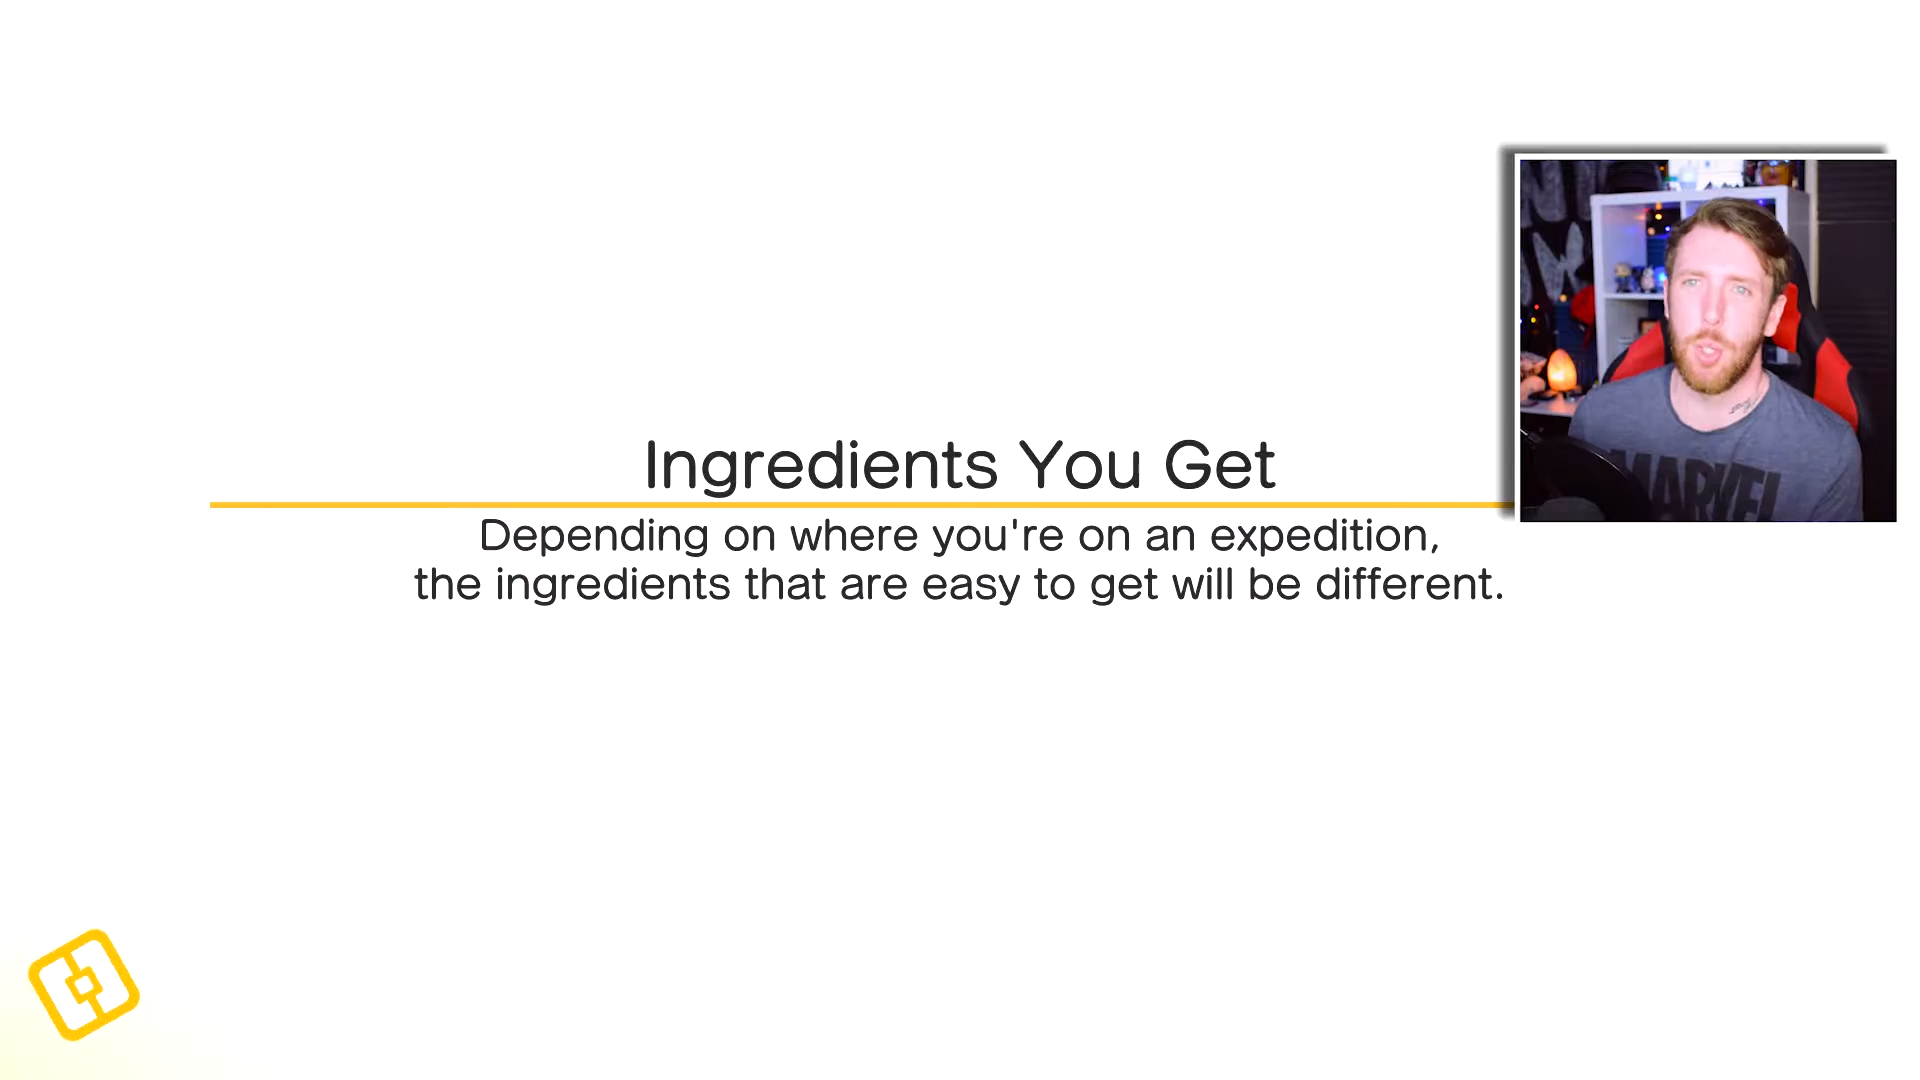 Ingredients You Get
Depending on where you're on an expedition,
the ingredients that are easy to get will be different.
MARVEL